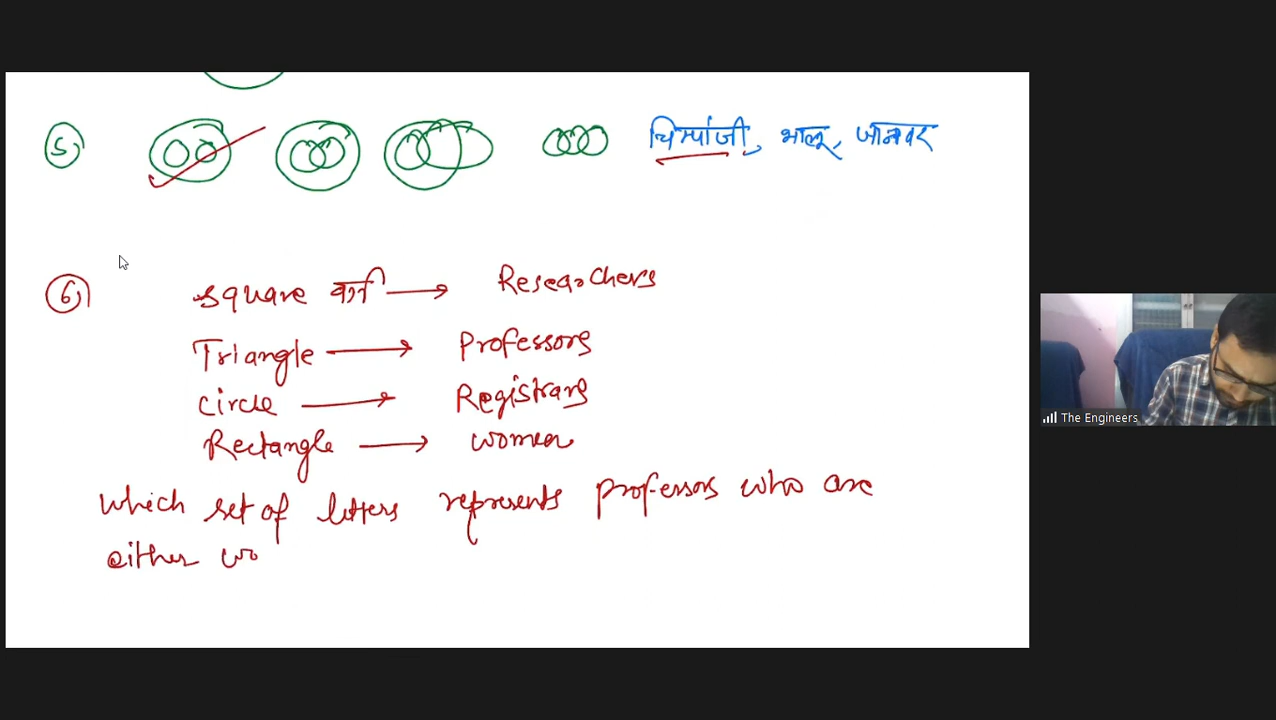 5) चिम्पांजी, भालू, जानवर
6) square वर्ग → Researchers
Triangle → Professors
circle → Registrars
Rectangle → women
which set of letters represents professors who are
either wo
The Engineers